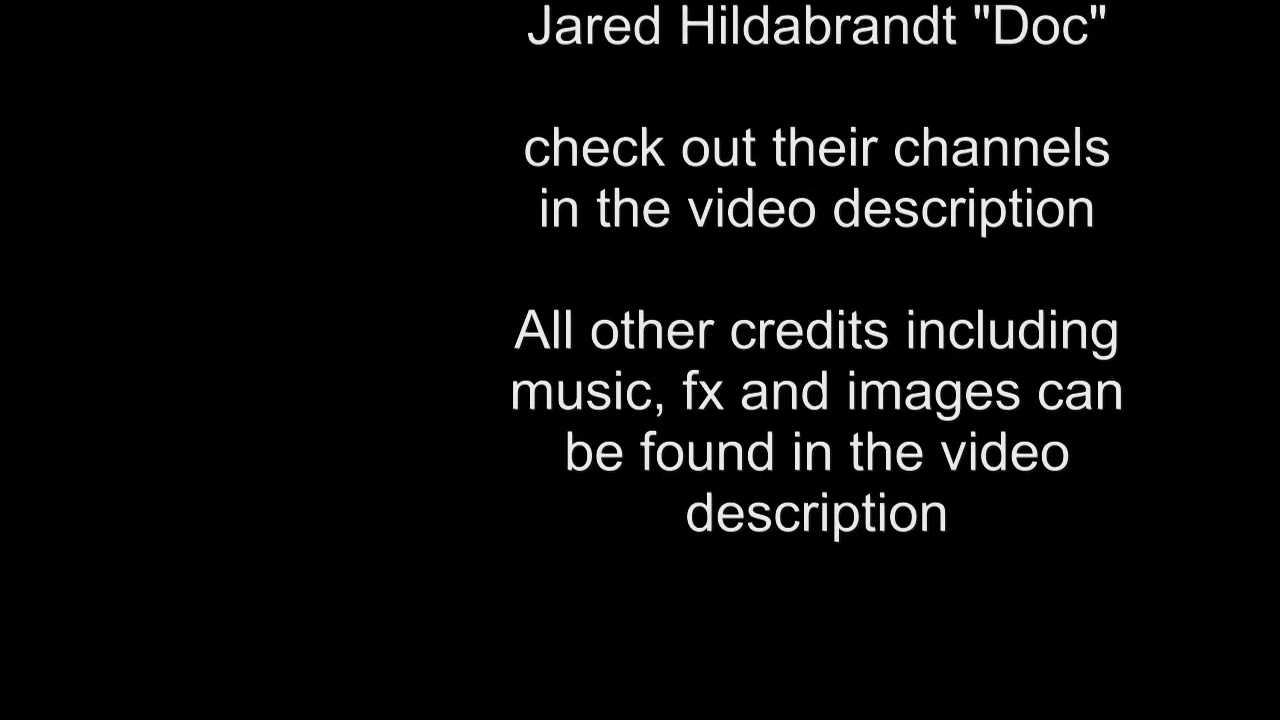 Jared Hildabrandt "Doc"
check out their channels
in the video description
All other credits including
music, fx and images can
be found in the video
description